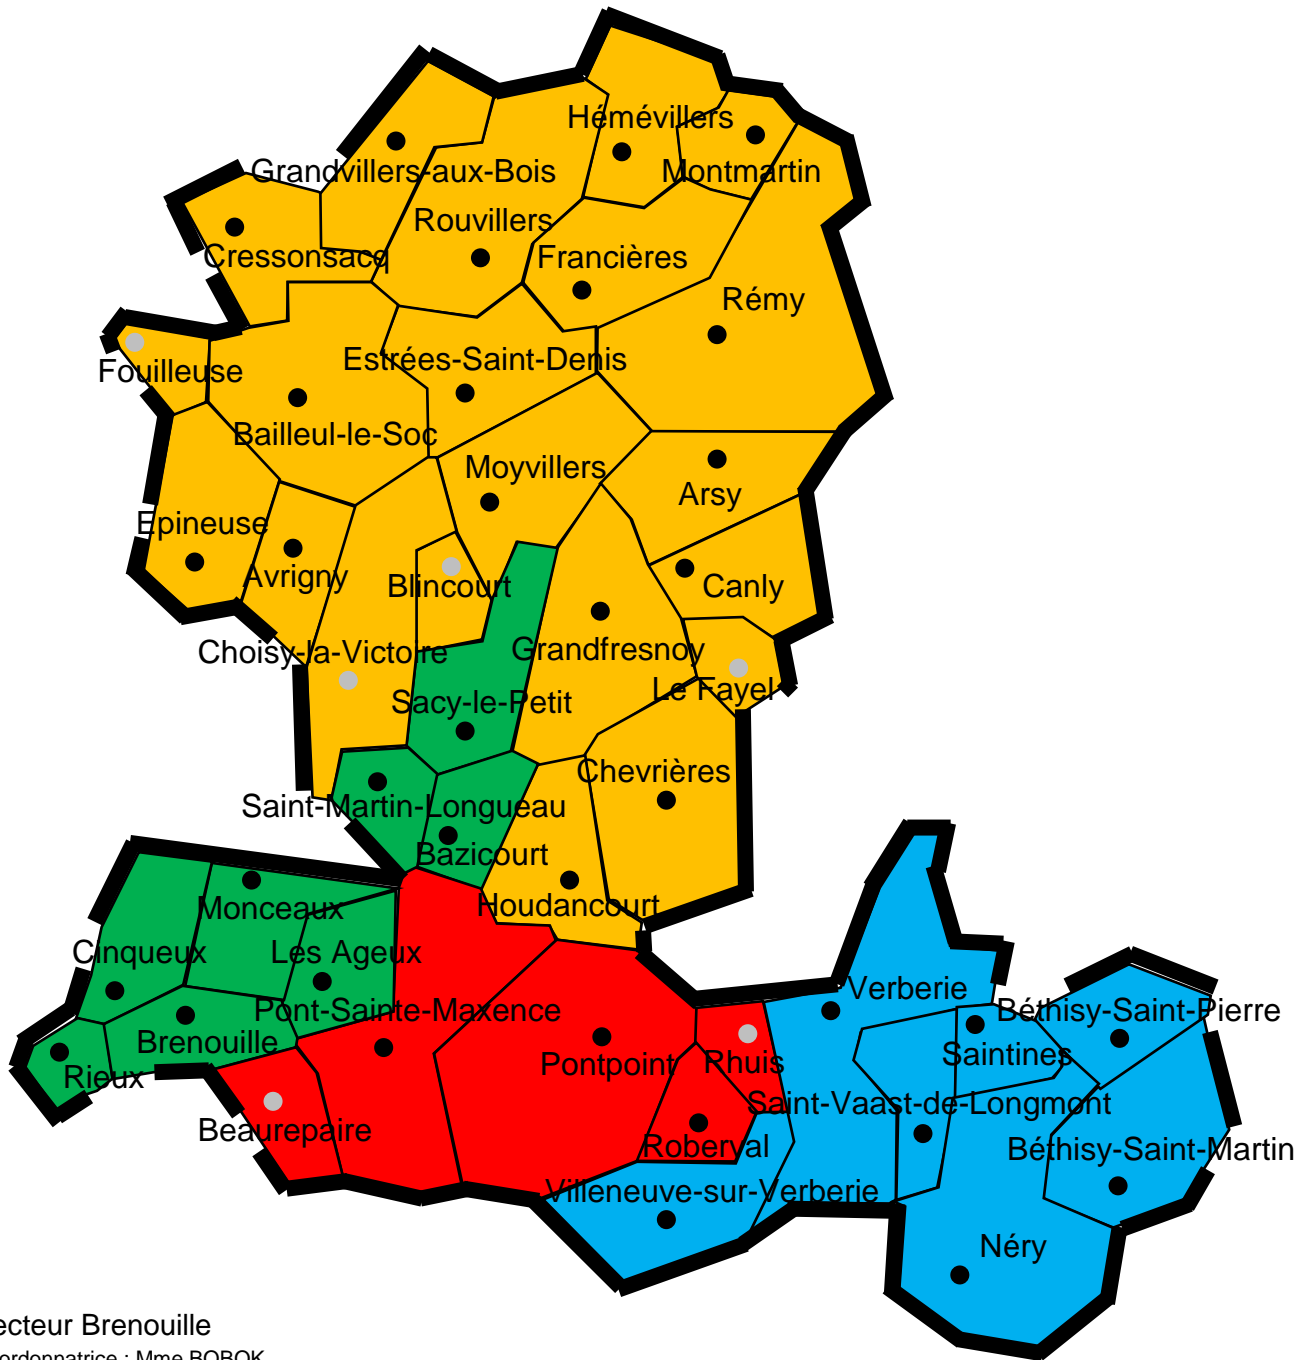 Hémévillers
Grandvillers-aux-Bois
Montmartin
Rouvillers
Cressonsacq
Francières
Rémy
Estrées-Saint-Denis
Fouilleuse
Bailleul-le-Soc
Moyvillers
Arsy
Epineuse
Avrigny
Blincourt
Canly
Choisy-la-Victoire
Grandfresnoy
Le Fayel
Sacy-le-Petit
Chevrières
Saint-Martin-Longueau
Bazicourt
Houdancourt
Monceaux
Cinqueux
Les Ageux
Verberie
Pont-Sainte-Maxence
Béthisy-Saint-Pierre
Brenouille
Saintines
Pontpoint
Rhuis
Rieux
Saint-Vaast-de-Longmont
Beaurepaire
Roberval
Béthisy-Saint-Martin
Villeneuve-sur-Verberie
Néry
ecteur Brenouille
ordonnatrice : Mme BOBOK